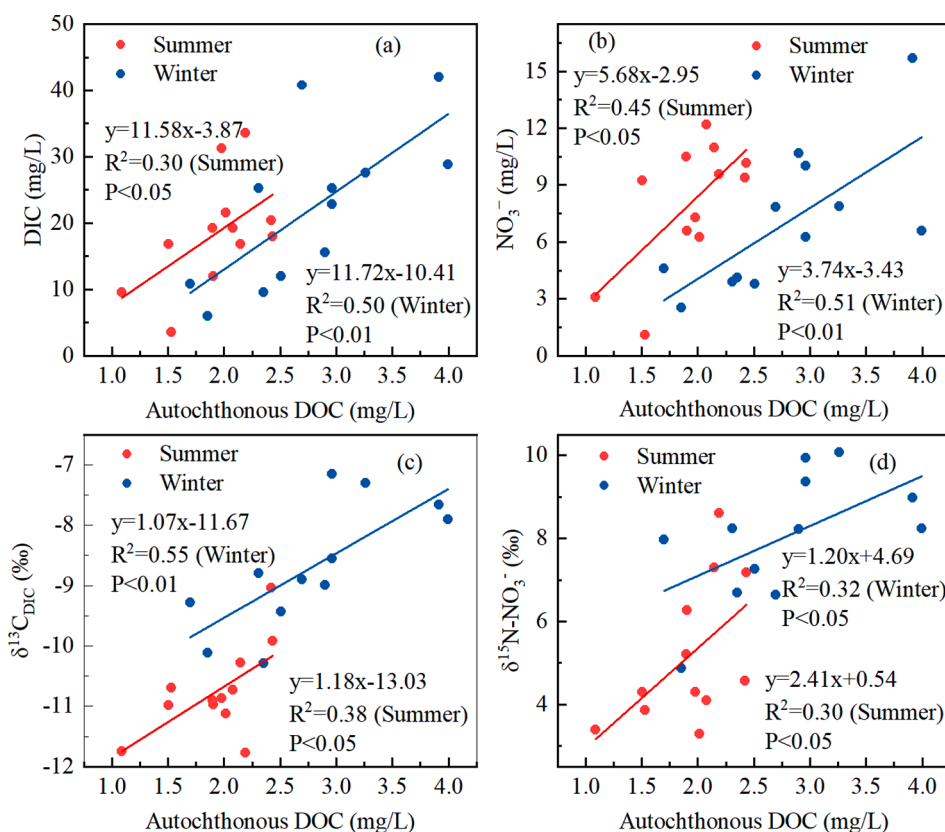 Summer
Winter
(a)
y=11.58x-3.87
R²=0.30 (Summer)
P<0.05
y=11.72x-10.41
R²=0.50 (Winter)
P<0.01
DIC (mg/L)
50
40
30
20
10
0
1.0 1.5 2.0 2.5 3.0 3.5 4.0
Autochthonous DOC (mg/L)
(b)
Summer
Winter
y=5.68x-2.95
R²=0.45 (Summer)
P<0.05
y=3.74x-3.43
R²=0.51 (Winter)
P<0.01
NO₃⁻ (mg/L)
15
12
9
6
3
0
1.0 1.5 2.0 2.5 3.0 3.5 4.0
Autochthonous DOC (mg/L)
Summer
Winter
(c)
y=1.07x-11.67
R²=0.55 (Winter)
P<0.01
y=1.18x-13.03
R²=0.38 (Summer)
P<0.05
δ¹³C_DIC (‰)
-7
-8
-9
-10
-11
-12
1.0 1.5 2.0 2.5 3.0 3.5 4.0
Autochthonous DOC (mg/L)
Summer
Winter
(d)
y=1.20x+4.69
R²=0.32 (Winter)
P<0.05
y=2.41x+0.54
R²=0.30 (Summer)
P<0.05
δ¹⁵N-NO₃⁻ (‰)
10
8
6
4
1.0 1.5 2.0 2.5 3.0 3.5 4.0
Autochthonous DOC (mg/L)